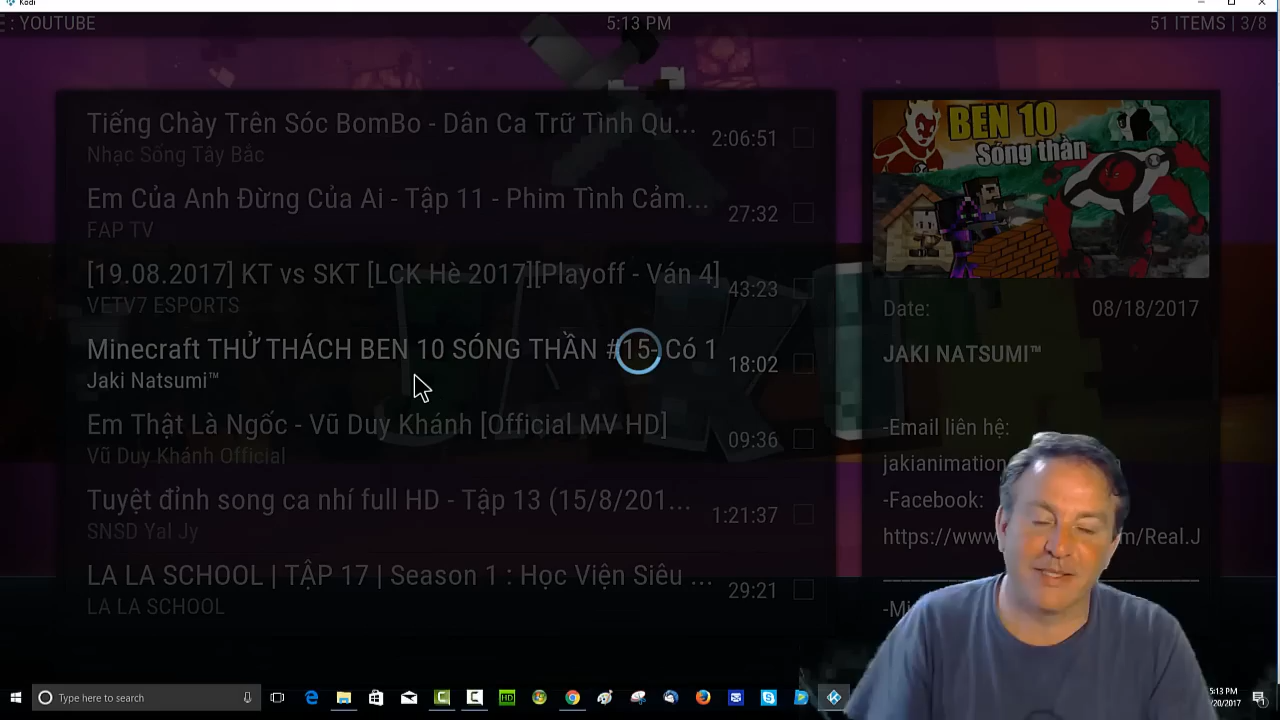 Kodi
: YOUTUBE
5:13 PM
51 ITEMS | 3/8
Tiếng Chày Trên Sóc BomBo - Dân Ca Trữ Tình Qu...
2:06:51
Nhạc Sống Tây Bắc
Em Của Anh Đừng Của Ai - Tập 11 - Phim Tình Cảm...
27:32
FAP TV
[19.08.2017] KT vs SKT [LCK Hè 2017][Playoff - Ván 4]
43:23
VETV7 ESPORTS
Minecraft THỬ THÁCH BEN 10 SÓNG THẦN #15- Có 1
18:02
Jaki Natsumi™
Em Thật Là Ngốc - Vũ Duy Khánh [Official MV HD]
09:36
Vũ Duy Khánh Official
Tuyệt đỉnh song ca nhí full HD - Tập 13 (15/8/201...
1:21:37
SNSD Yal Jy
LA LA SCHOOL | TẬP 17 | Season 1 : Học Viện Siêu ...
29:21
LA LA SCHOOL
BEN 10
Sóng thần
Date:
08/18/2017
JAKI NATSUMI™
-Email liên hệ:
jakianimation
-Facebook:
https://www m/Real.J
Type here to search
HD
5:13 PM
/20/2017